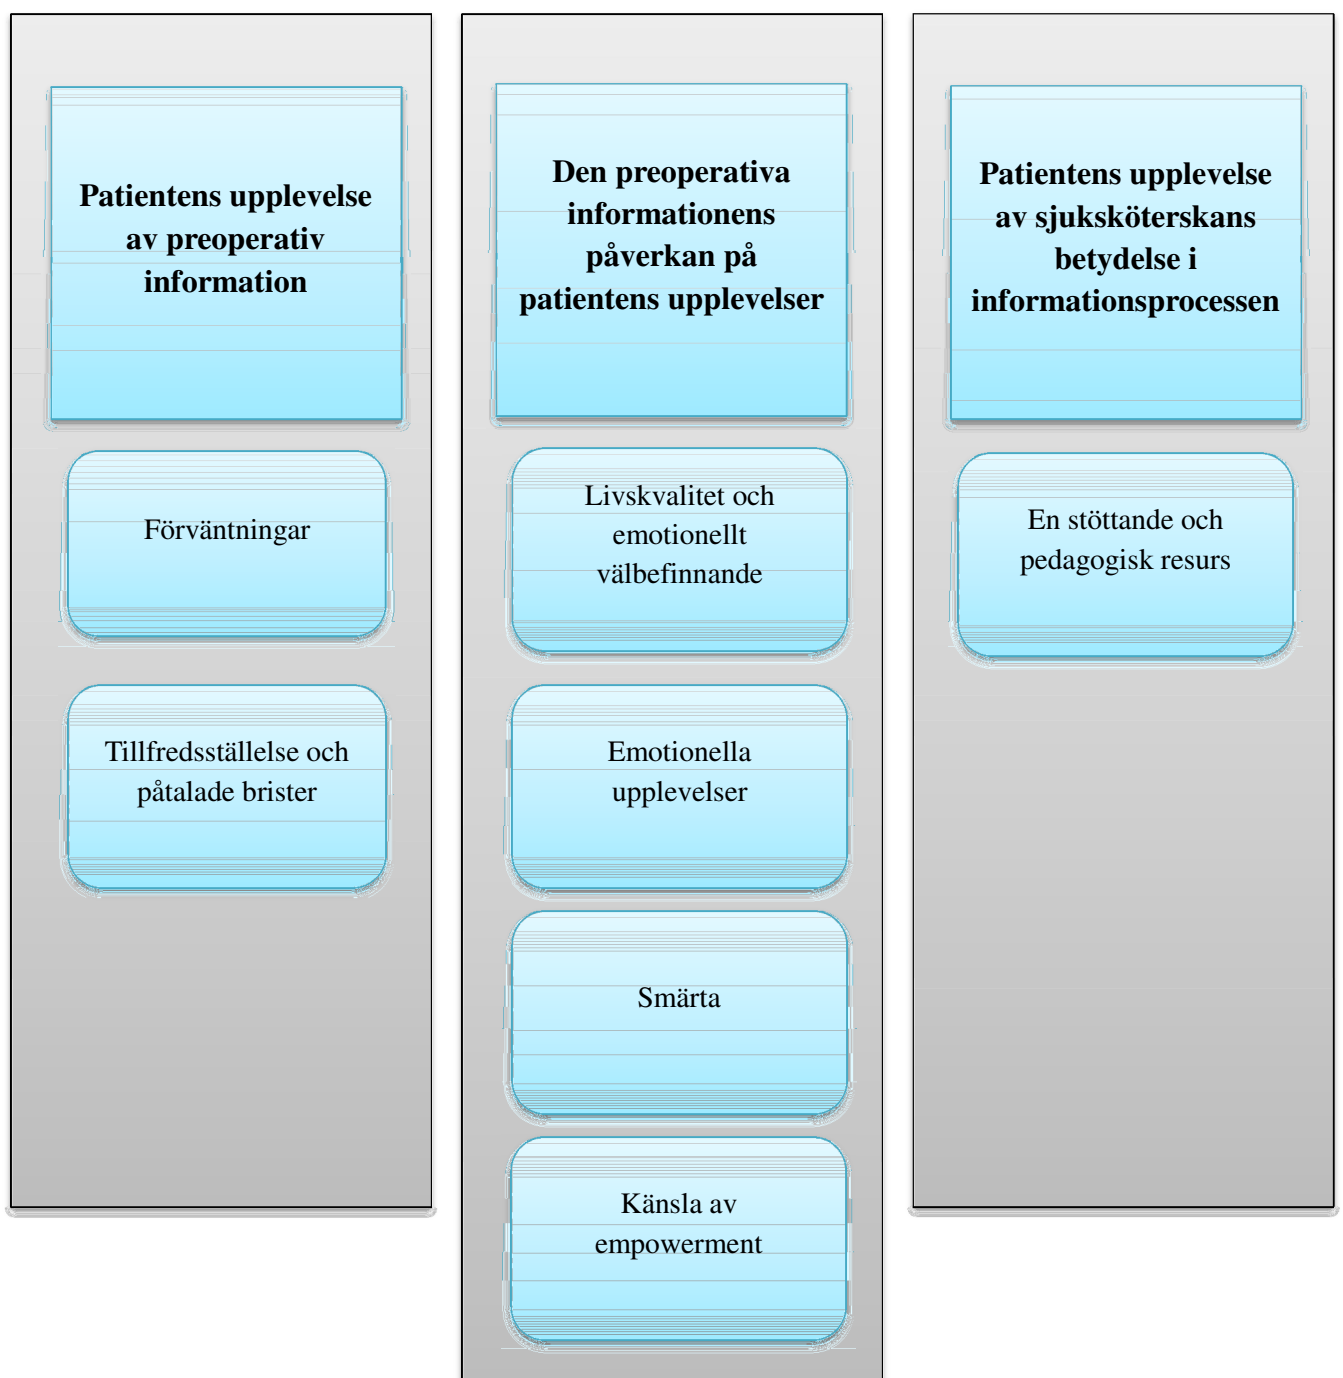 Patientens upplevelse
av preoperativ
information
Förväntningar
Tillfredsställelse och
påtalade brister
Den preoperativa
informationens
påverkan på
patientens upplevelser
Livskvalitet och
emotionellt
välbefinnande
Emotionella
upplevelser
Smärta
Känsla av
empowerment
Patientens upplevelse
av sjuksköterskans
betydelse i
informationsprocessen
En stöttande och
pedagogisk resurs